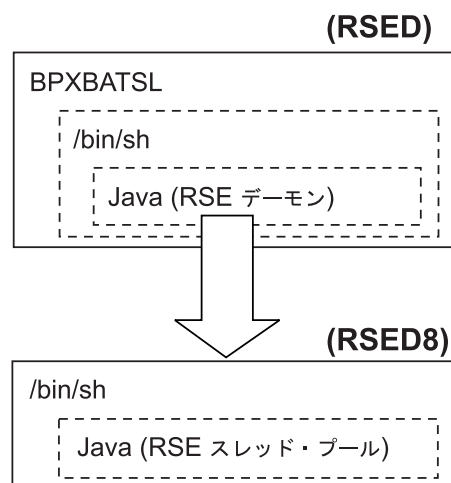 (RSED)
BPXBATSL
/bin/sh
Java (RSE デーモン)
(RSED8)
/bin/sh
Java (RSE スレッド・プール)